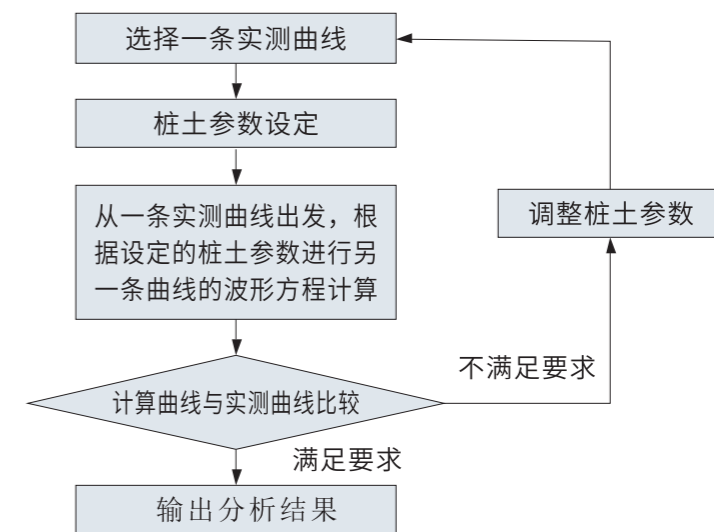 选择一条实测曲线
桩土参数设定
从一条实测曲线出发，根
据设定的桩土参数进行另
一条曲线的波形方程计算
调整桩土参数
不满足要求
计算曲线与实测曲线比较
满足要求
输出分析结果